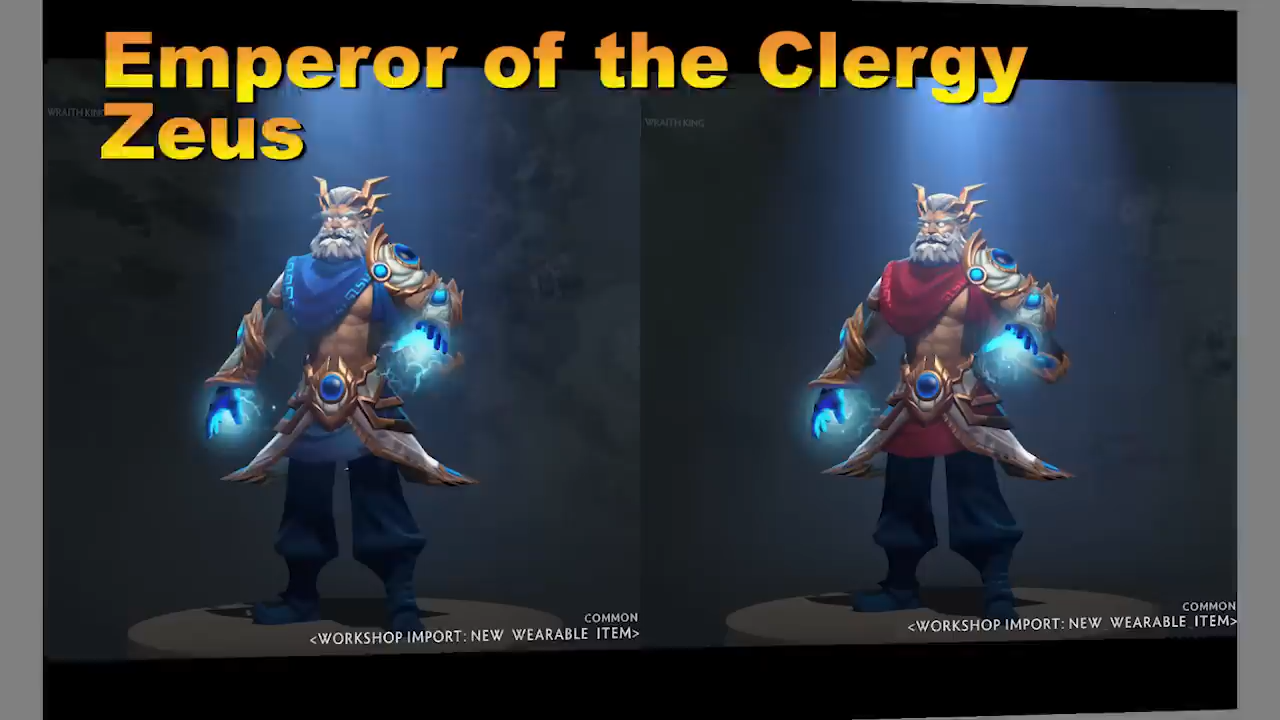 Emperor of the Clergy
Zeus
WRAITH KING
WRAITH KING
COMMON
<WORKSHOP IMPORT: NEW WEARABLE ITEM>
COMMON
<WORKSHOP IMPORT: NEW WEARABLE ITEM>